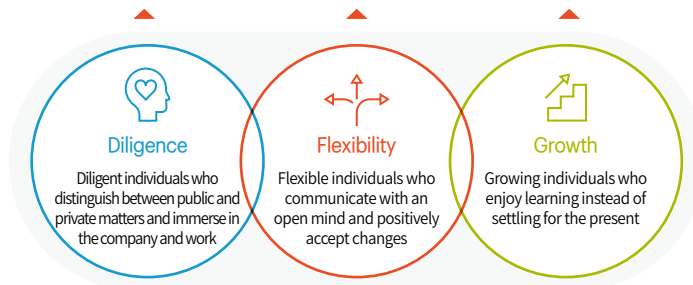 Diligence
Diligent individuals who
distinguish between public and
private matters and immerse in
the company and work
Flexibility
Flexible individuals who
communicate with an
open mind and positively
accept changes
Growth
Growing individuals who
enjoy learning instead of
settling for the present